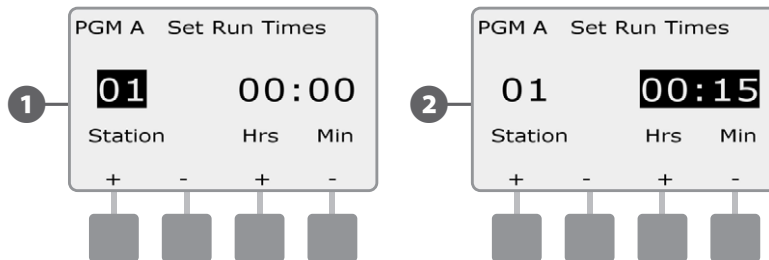 PGM A Set Run Times
1
01 00:00
Station Hrs Min
+ - + -
PGM A Set Run Times
2
01 00:15
Station Hrs Min
+ - + -